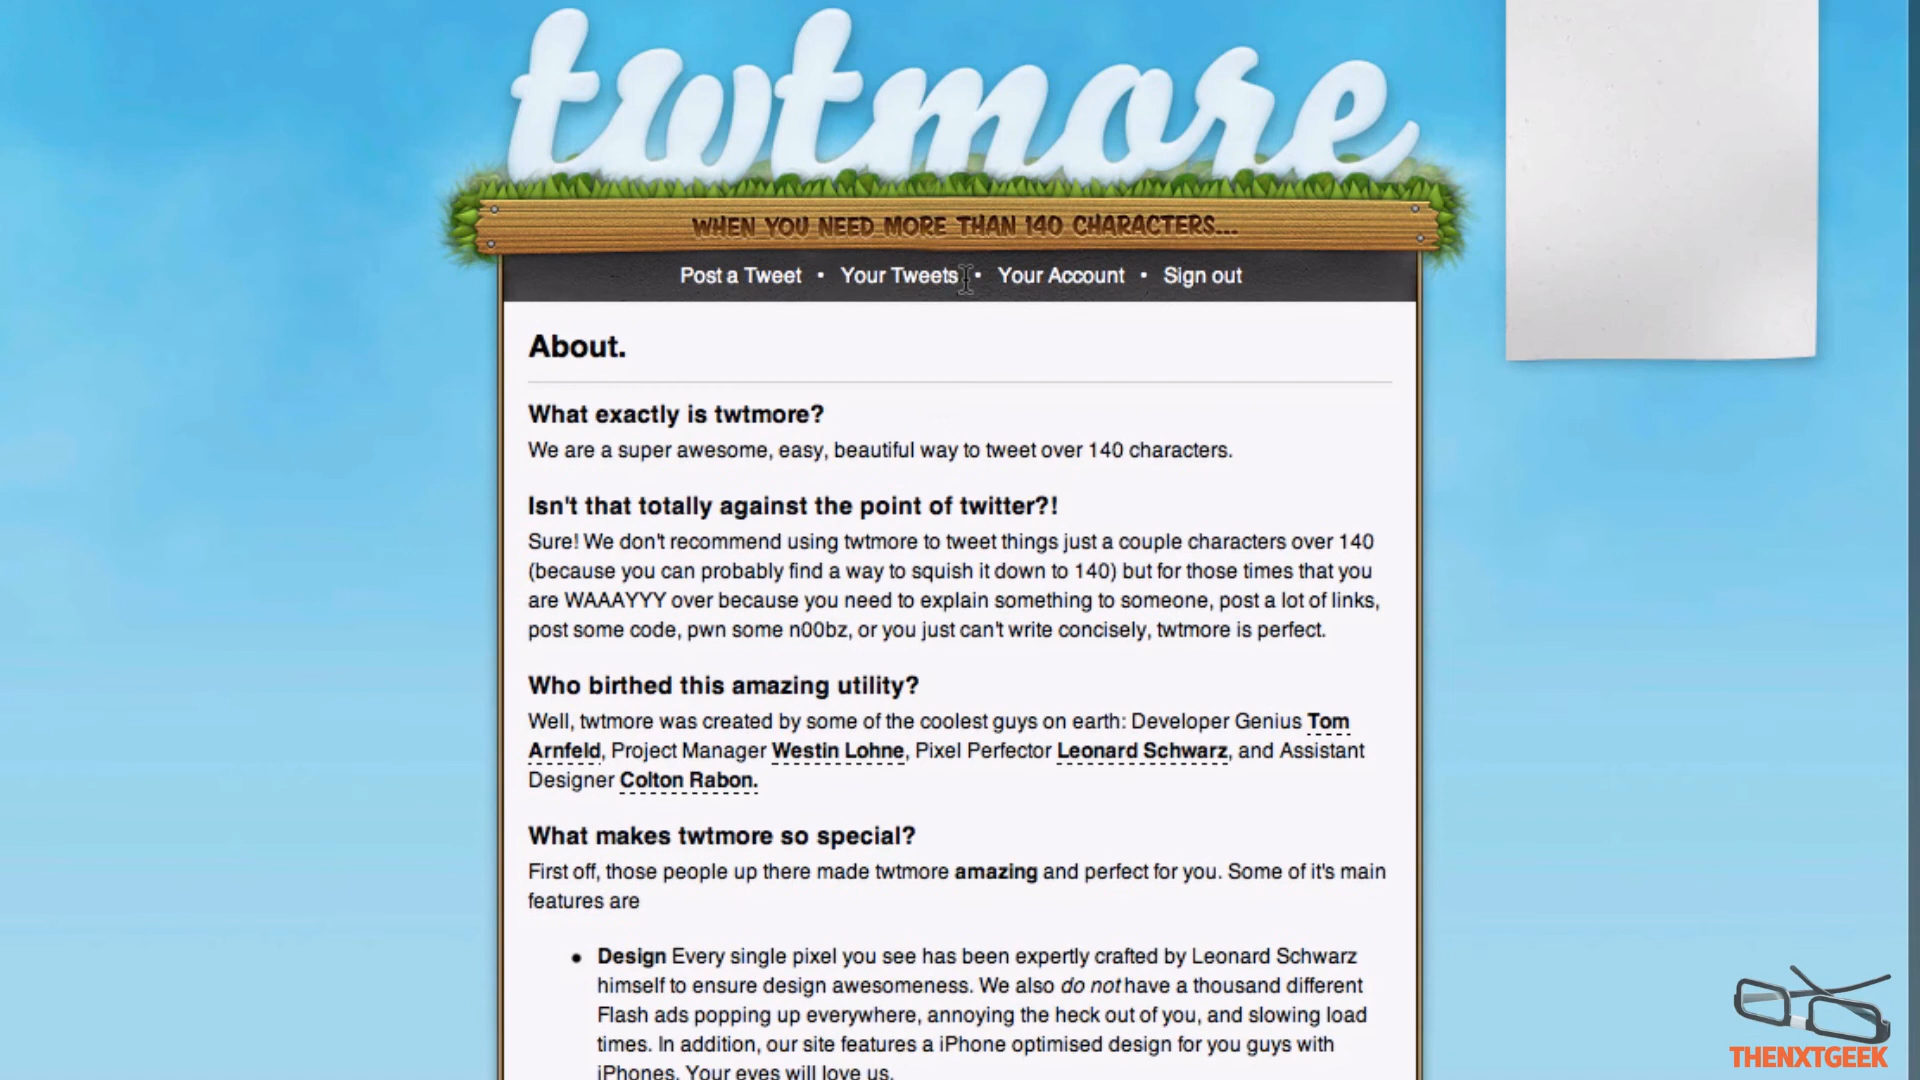 twtmore
WHEN YOU NEED MORE THAN 140 CHARACTERS...
Post a Tweet • Your Tweets • Your Account • Sign out
About.
What exactly is twtmore?
We are a super awesome, easy, beautiful way to tweet over 140 characters.
Isn't that totally against the point of twitter?!
Sure! We don't recommend using twtmore to tweet things just a couple characters over 140
(because you can probably find a way to squish it down to 140) but for those times that you
are WAAAYYY over because you need to explain something to someone, post a lot of links,
post some code, pwn some n00bz, or you just can't write concisely, twtmore is perfect.
Who birthed this amazing utility?
Well, twtmore was created by some of the coolest guys on earth: Developer Genius Tom
Arnfeld, Project Manager Westin Lohne, Pixel Perfector Leonard Schwarz, and Assistant
Designer Colton Rabon.
What makes twtmore so special?
First off, those people up there made twtmore amazing and perfect for you. Some of it's main
features are
• Design Every single pixel you see has been expertly crafted by Leonard Schwarz
himself to ensure design awesomeness. We also do not have a thousand different
Flash ads popping up everywhere, annoying the heck out of you, and slowing load
times. In addition, our site features a iPhone optimised design for you guys with
iPhones. Your eyes will love us.
THENXTGEEK